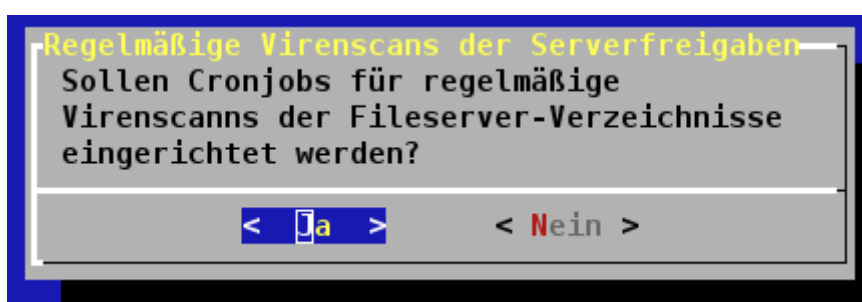 Regelmäßige Virenscans der Serverfreigaben
Sollen Cronjobs für regelmäßige
Virenscanns der Fileserver-Verzeichnisse
eingerichtet werden?
< Ja > < Nein >